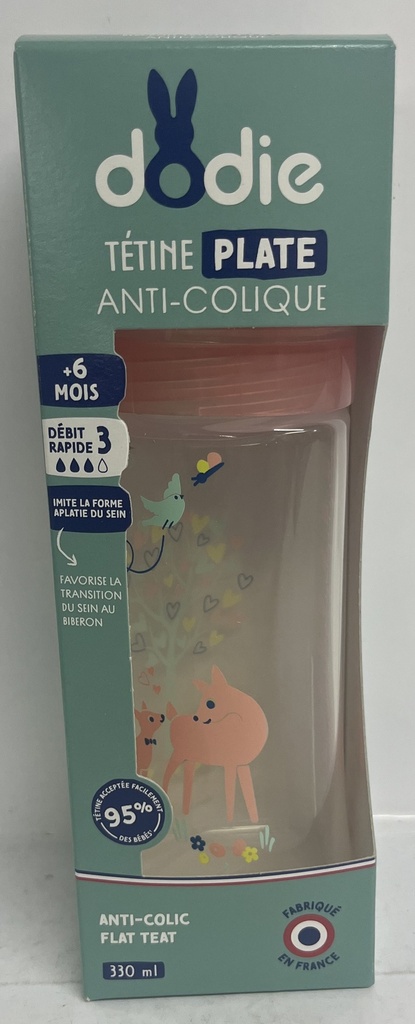 dodie
TÉTINE PLATE
ANTI-COLIQUE
+6
MOIS
DÉBIT
RAPIDE 3
IMITE LA FORME
APLATIE DU SEIN
FAVORISE LA
TRANSITION
DU SEIN AU
BIBERON
TÉTINE ACCEPTÉE FACILEMENT
95%
DES BÉBÉS
ANTI-COLIC
FLAT TEAT
330 ml
FABRIQUÉ
EN FRANCE